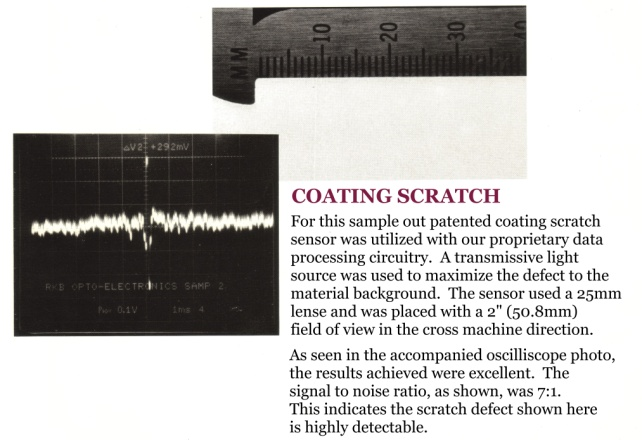 10 20 30 40
MM
△V2 +292mV
RKB OPTO-ELECTRONICS SAMP 2
0.1V 1ms 4
COATING SCRATCH
For this sample out patented coating scratch
sensor was utilized with our proprietary data
processing circuitry. A transmissive light
source was used to maximize the defect to the
material background. The sensor used a 25mm
lense and was placed with a 2" (50.8mm)
field of view in the cross machine direction.
As seen in the accompanied oscilliscope photo,
the results achieved were excellent. The
signal to noise ratio, as shown, was 7:1.
This indicates the scratch defect shown here
is highly detectable.